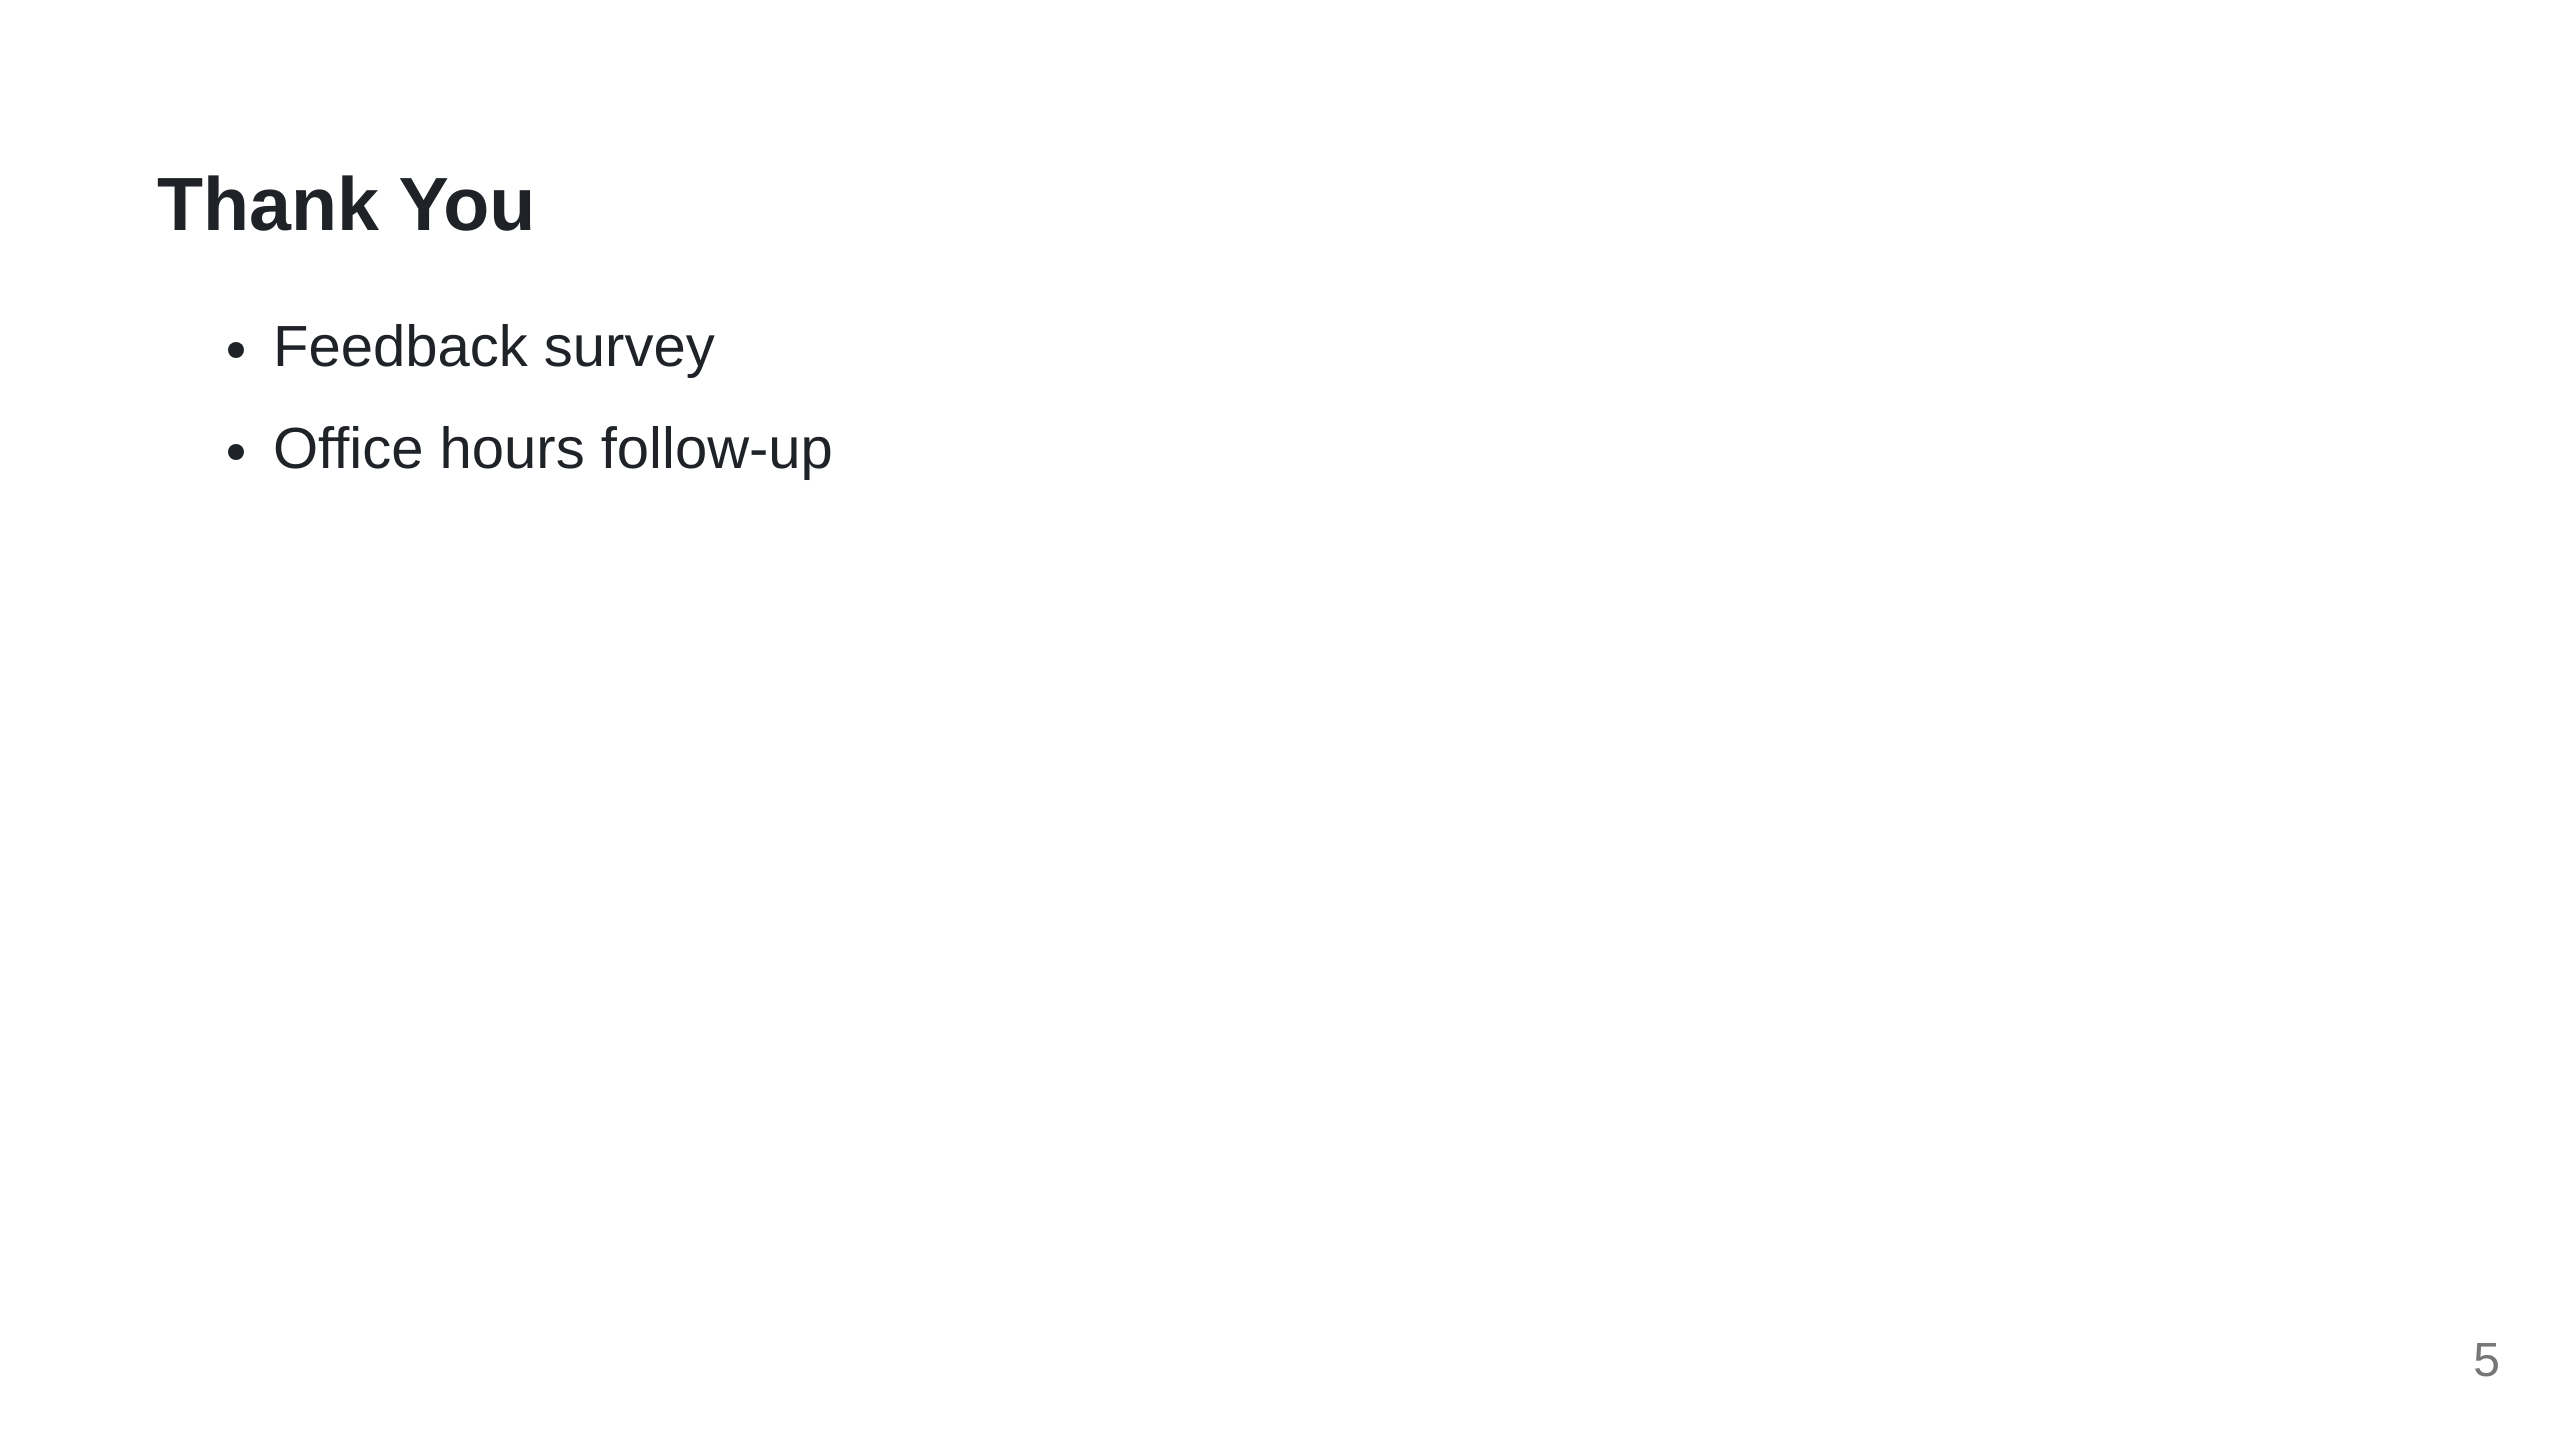 Thank You
• Feedback survey
• Office hours follow-up
5